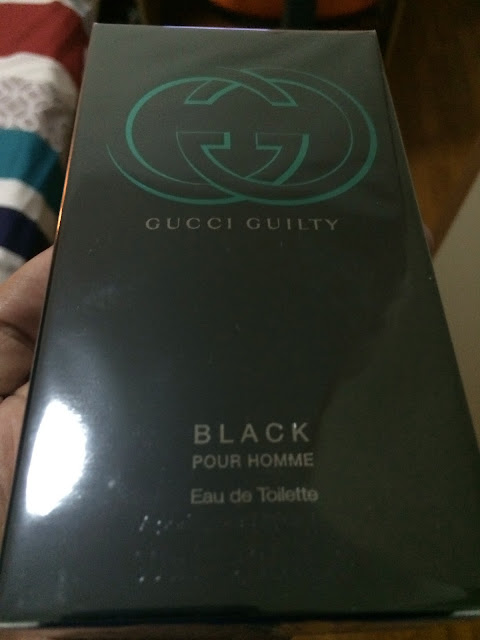 GUCCI GUILTY
BLACK
POUR HOMME
Eau de Toilette